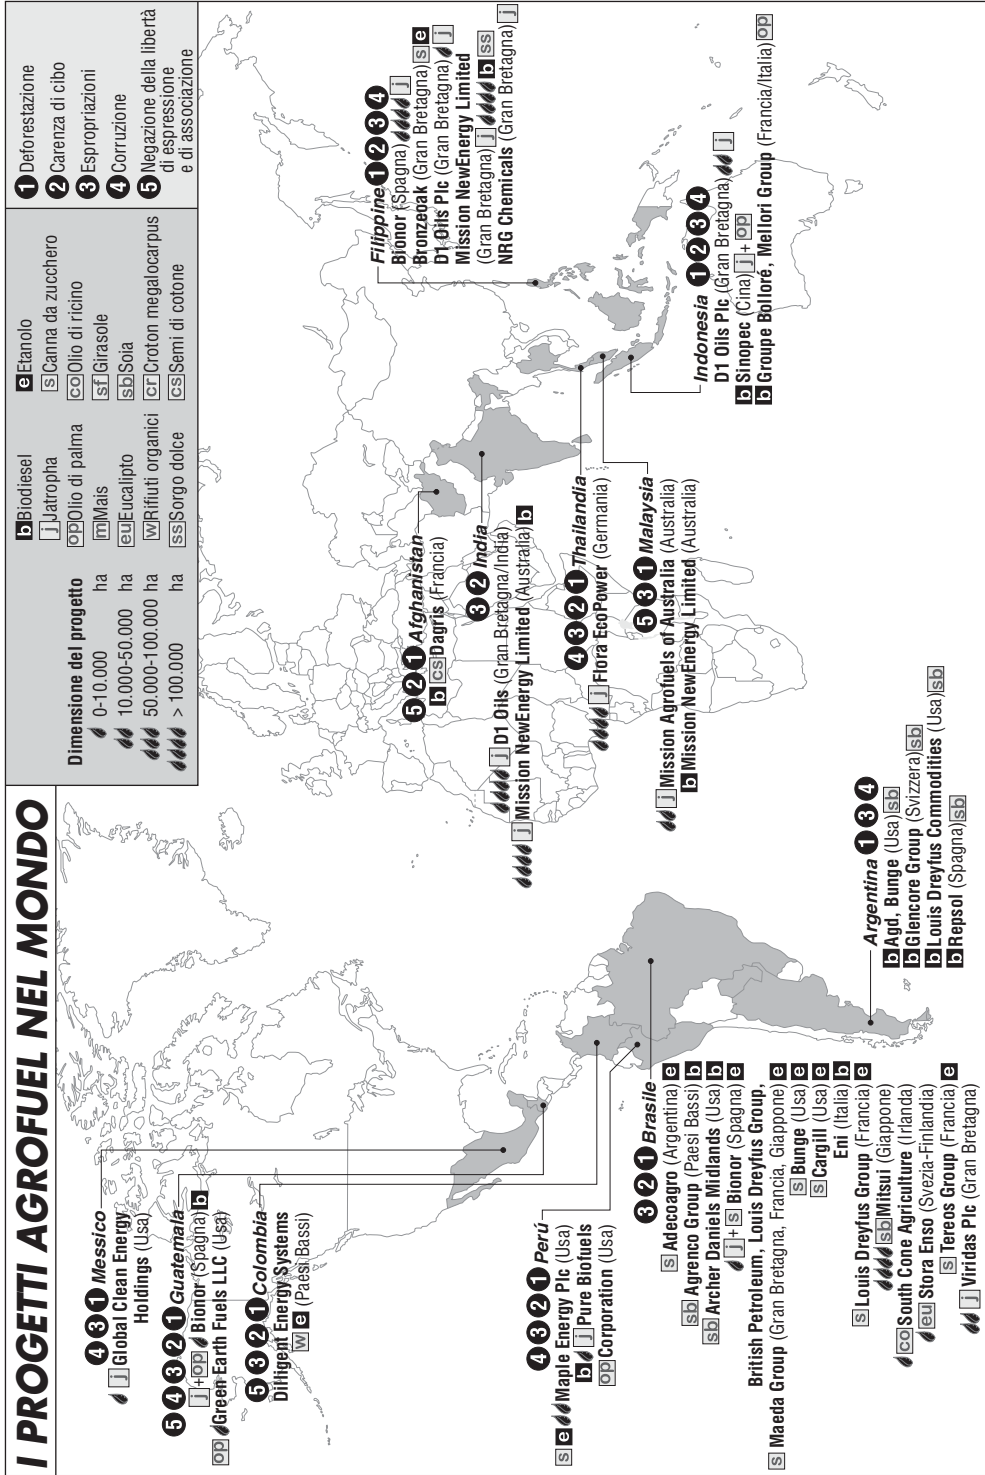 I PROGETTI AGROFUEL NEL MONDO
Dimensione del progetto
0-10.000 ha
10.000-50.000 ha
50.000-100.000 ha
> 100.000 ha
b Biodiesel
j Jatropha
op Olio di palma
m Mais
eu Eucalipto
w Rifiuti organici
ss Sorgo dolce
e Etanolo
s Canna da zucchero
co Olio di ricino
sf Girasole
sb Soia
cr Croton megalocarpus
cs Semi di cotone
1 Deforestazione
2 Carenza di cibo
3 Espropriazioni
4 Corruzione
5 Negazione della libertà
di espressione
e di associazione
4 3 1 Messico
j Global Clean Energy
Holdings (Usa)
5 4 3 2 1 Guatemala
j + op Bionor (Spagna) b
op Green Earth Fuels LLC (Usa)
5 3 2 1 Colombia
Dilligent Energy Systems
w e (Paesi Bassi)
4 3 2 1 Perú
s e Maple Energy Plc (Usa)
b j Pure Biofuels
op Corporation (Usa)
3 2 1 Brasile
s Adecoagro (Argentina) e
sb Agrenco Group (Paesi Bassi) b
sb Archer Daniels Midlands (Usa) b
j + s Bionor (Spagna) e
British Petroleum, Louis Dreyfus Group,
s Maeda Group (Gran Bretagna, Francia, Giappone) e
s Bunge (Usa) e
s Cargill (Usa) e
Eni (Italia) b
s Louis Dreyfus Group (Francia) e
sb Mitsui (Giappone)
co South Cone Agriculture (Irlanda)
eu Stora Enso (Svezia-Finlandia)
s Tereos Group (Francia) e
j Viridas Plc (Gran Bretagna)
Argentina 1 3 4
b Agd, Bunge (Usa) sb
b Glencore Group (Svizzera) sb
b Louis Dreyfus Commodities (Usa) sb
b Repsol (Spagna) sb
5 2 1 Afghanistan
b cs Dagris (Francia)
3 2 India
j D1 Oils (Gran Bretagna/India)
j Mission NewEnergy Limited (Australia) b
4 3 2 1 Thailandia
j Flora EcoPower (Germania)
5 3 1 Malaysia
j Mission Agrofuels of Australia (Australia)
b Mission NewEnergy Limited (Australia)
Filippine 1 2 3 4
Bionor (Spagna) j
Bronzeoak (Gran Bretagna) s e
D1 Oils Plc (Gran Bretagna) j
Mission NewEnergy Limited
(Gran Bretagna) j b ss
NRG Chemicals (Gran Bretagna) j
Indonesia 1 2 3 4
D1 Oils Plc (Gran Bretagna) j
b Sinopec (Cina) j + op
b Groupe Bolloré, Mellori Group (Francia/Italia) op